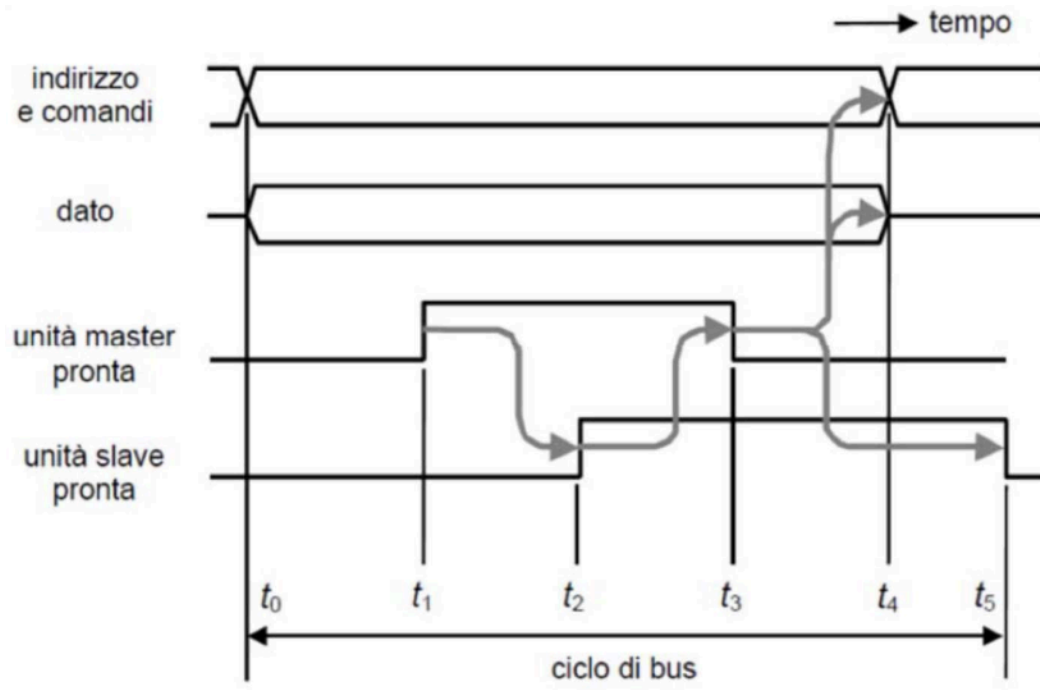 tempo
indirizzo
e comandi
dato
unità master
pronta
unità slave
pronta
t₀ t₁ t₂ t₃ t₄ t₅
ciclo di bus